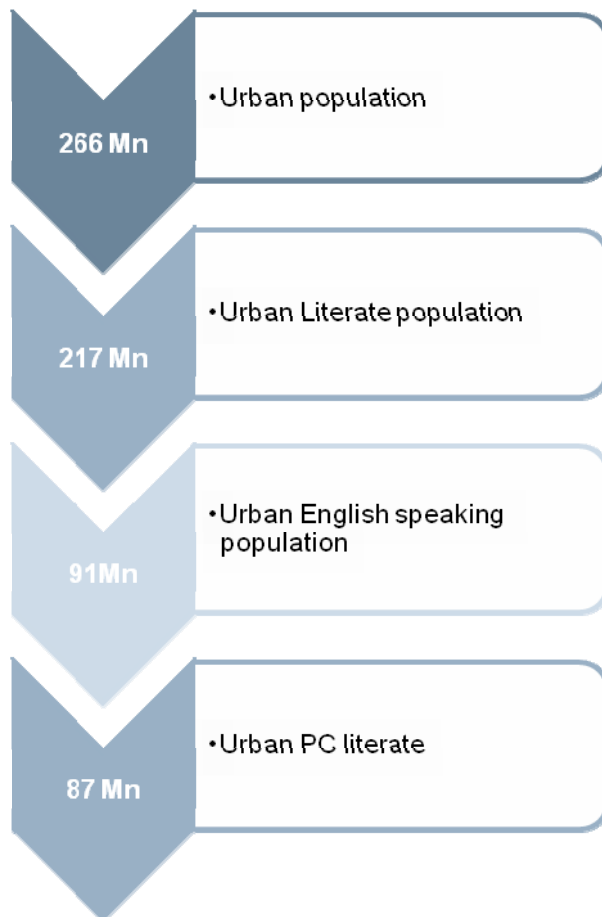 266 Mn
•Urban population
217 Mn
•Urban Literate population
91Mn
•Urban English speaking
population
87 Mn
•Urban PC literate